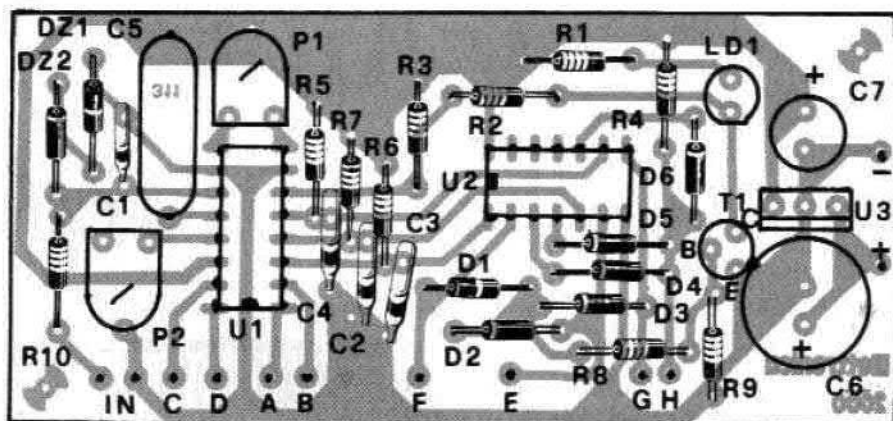 DZ1 C5 P1 R1 LD1 +
DZ2 R5 R3 C7
R7 R2 R4
R6 U2 D6 −
C1 C3 D5 T1 U3
B +
D1 D4 E
U1 C4 D3
P2 C2 D2 +
R10 R8 R9 C6
IN C D A B F E G H